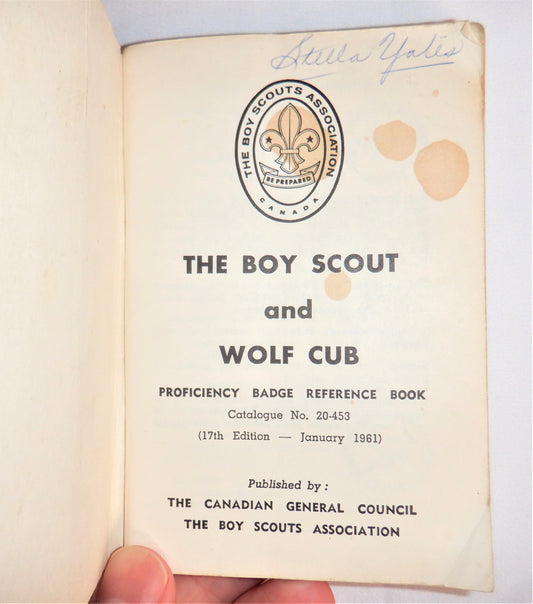 Stella Yates
THE BOY SCOUTS ASSOCIATION
BE PREPARED
CANADA
THE BOY SCOUT
and
WOLF CUB
PROFICIENCY BADGE REFERENCE BOOK
Catalogue No. 20-453
(17th Edition — January 1961)
Published by :
THE CANADIAN GENERAL COUNCIL
THE BOY SCOUTS ASSOCIATION